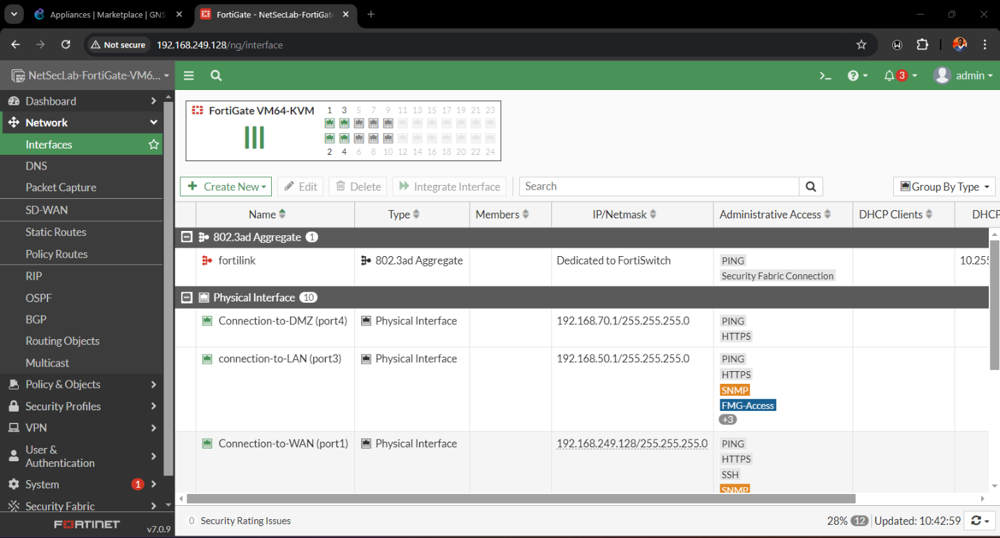 Appliances | Marketplace | GNS
FortiGate - NetSecLab-FortiGate
Not secure 192.168.249.128/ng/interface
NetSecLab-FortiGate-VM6...
>_ 3 admin
Dashboard
Network
Interfaces
DNS
Packet Capture
SD-WAN
Static Routes
Policy Routes
RIP
OSPF
BGP
Routing Objects
Multicast
Policy & Objects
Security Profiles
VPN
User &
Authentication
System 1
Security Fabric
FORTINET v7.0.9
FortiGate VM64-KVM 1 3 5 7 9 11 13 15 17 19 21 23
2 4 6 8 10 12 14 16 18 20 22 24
+ Create New Edit Delete Integrate Interface Search Group By Type
Name Type Members IP/Netmask Administrative Access DHCP Clients DHCP
802.3ad Aggregate 1
fortilink 802.3ad Aggregate Dedicated to FortiSwitch PING 10.255
Security Fabric Connection
Physical Interface 10
Connection-to-DMZ (port4) Physical Interface 192.168.70.1/255.255.255.0 PING
HTTPS
connection-to-LAN (port3) Physical Interface 192.168.50.1/255.255.255.0 PING
HTTPS
SNMP
FMG-Access
+3
Connection-to-WAN (port1) Physical Interface 192.168.249.128/255.255.255.0 PING
HTTPS
SSH
SNMP
0 Security Rating Issues 28% 12 Updated: 10:42:59